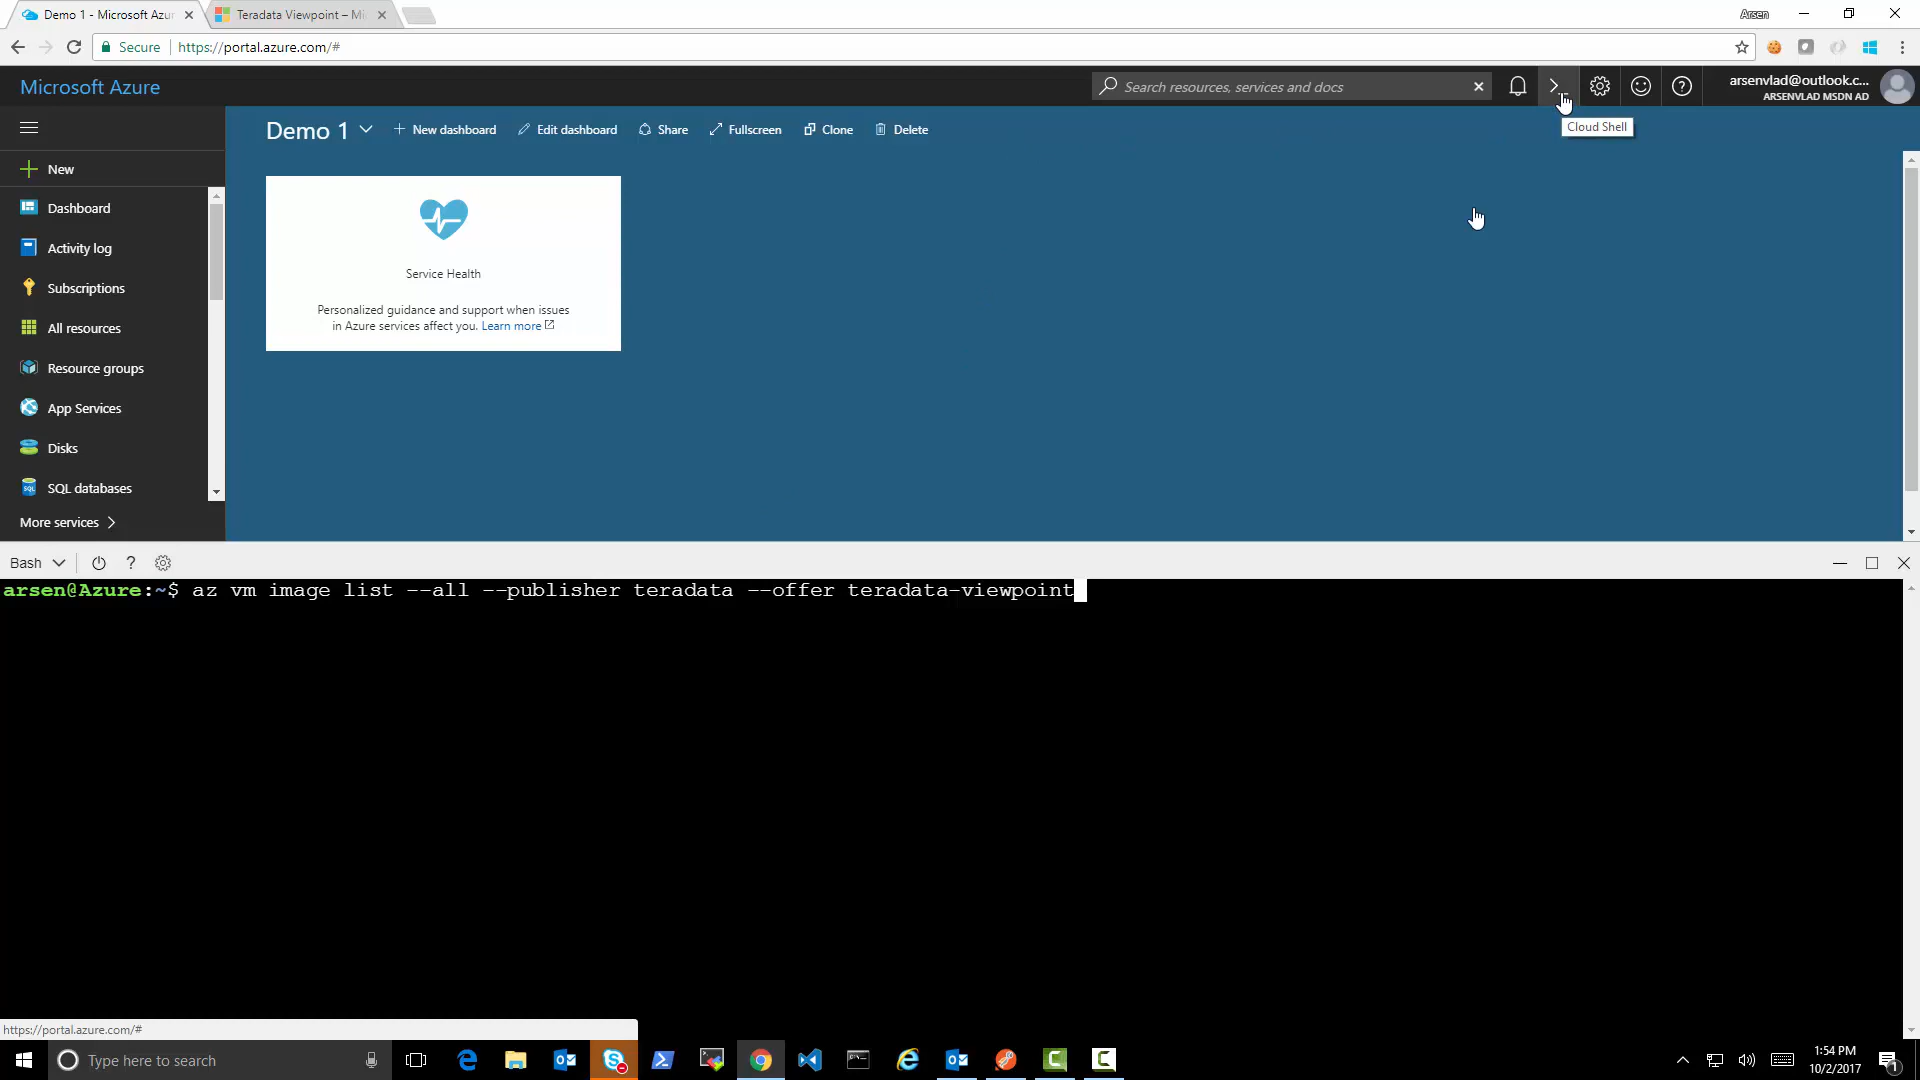 Demo 1 - Microsoft Azur
Teradata Viewpoint – Mi
Arsen
Secure
https://portal.azure.com/#
Microsoft Azure
Search resources, services and docs
arsenvlad@outlook.c...
ARSENVLAD MSDN AD
Cloud Shell
Demo 1
New dashboard
Edit dashboard
Share
Fullscreen
Clone
Delete
New
Dashboard
Activity log
Subscriptions
All resources
Resource groups
App Services
Disks
SQL
SQL databases
More services
Service Health
Personalized guidance and support when issues
in Azure services affect you. Learn more
Bash
?
arsen@Azure:~$ az vm image list --all --publisher teradata --offer teradata-viewpoint
https://portal.azure.com/#
Type here to search
1:54 PM
10/2/2017
1